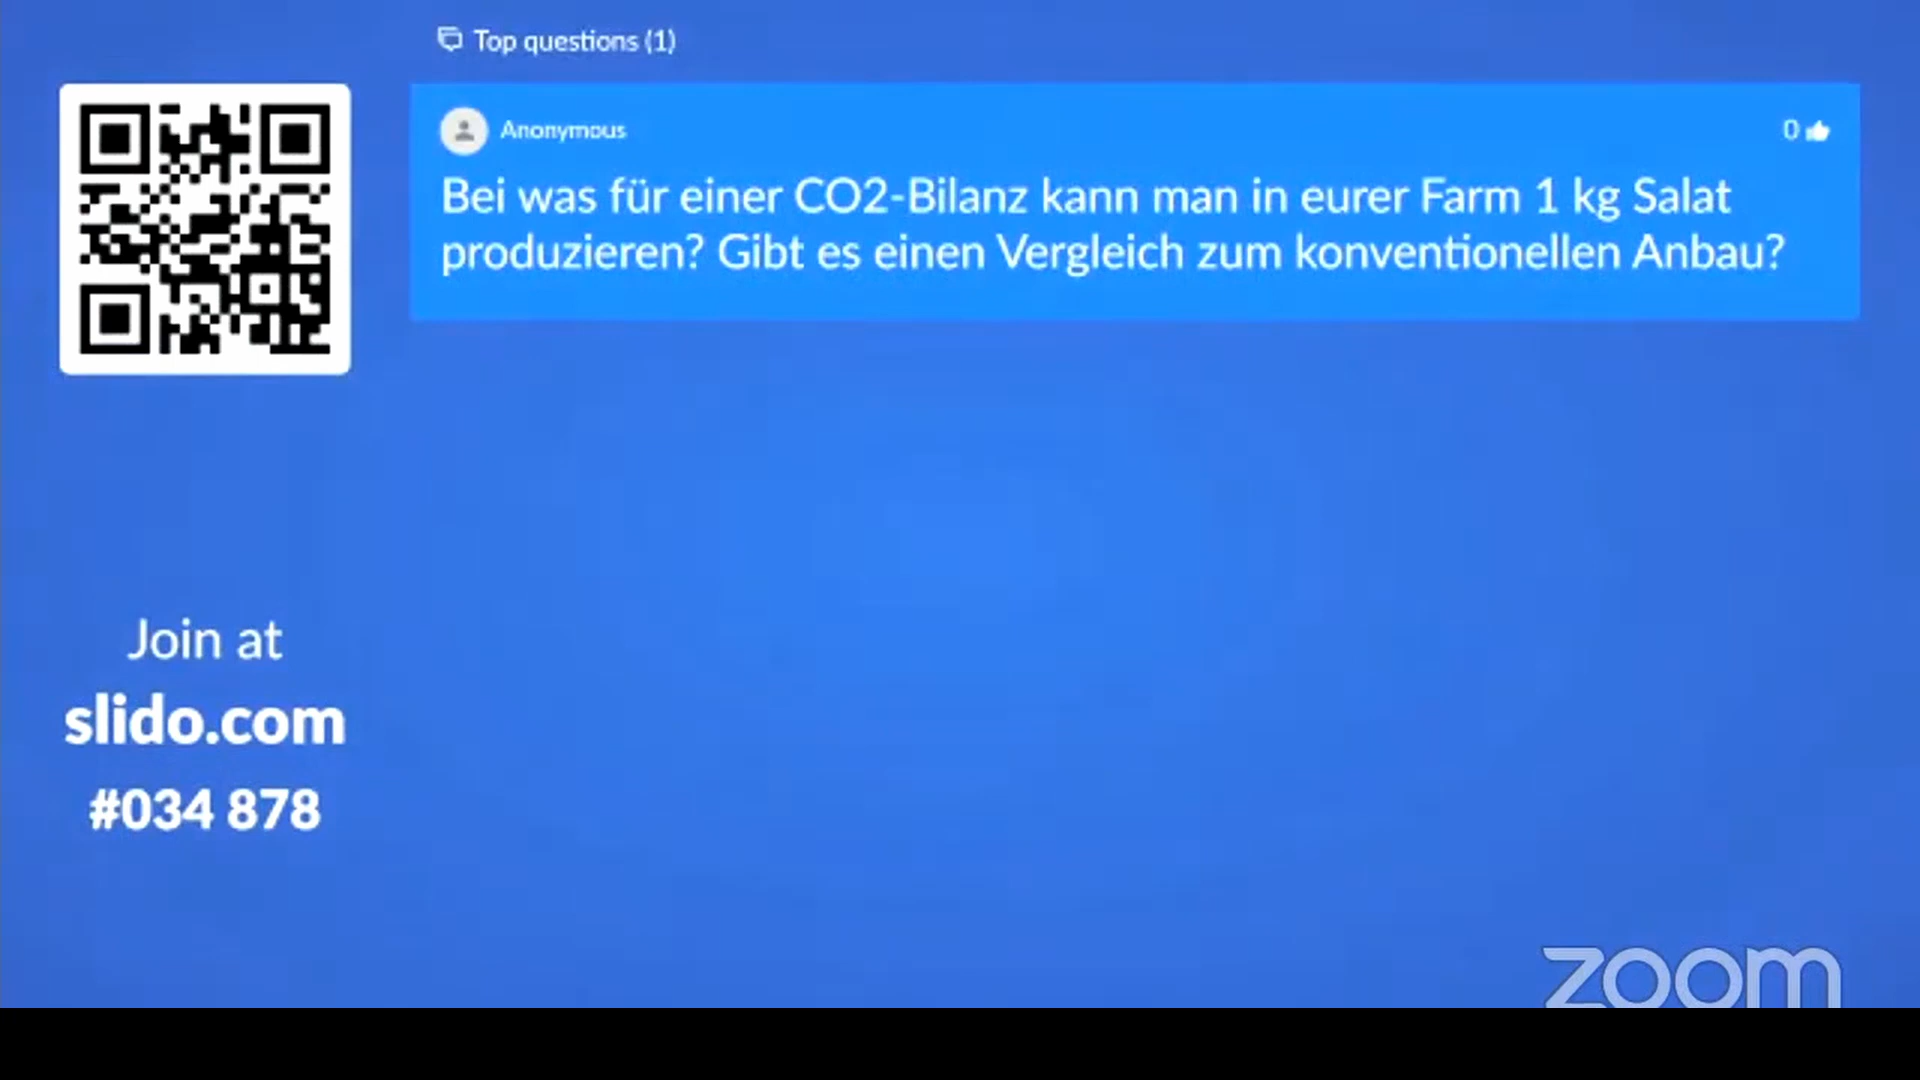 Top questions (1)
Anonymous
0
Bei was für einer CO2-Bilanz kann man in eurer Farm 1 kg Salat
produzieren? Gibt es einen Vergleich zum konventionellen Anbau?
Join at
slido.com
#034 878
zoom